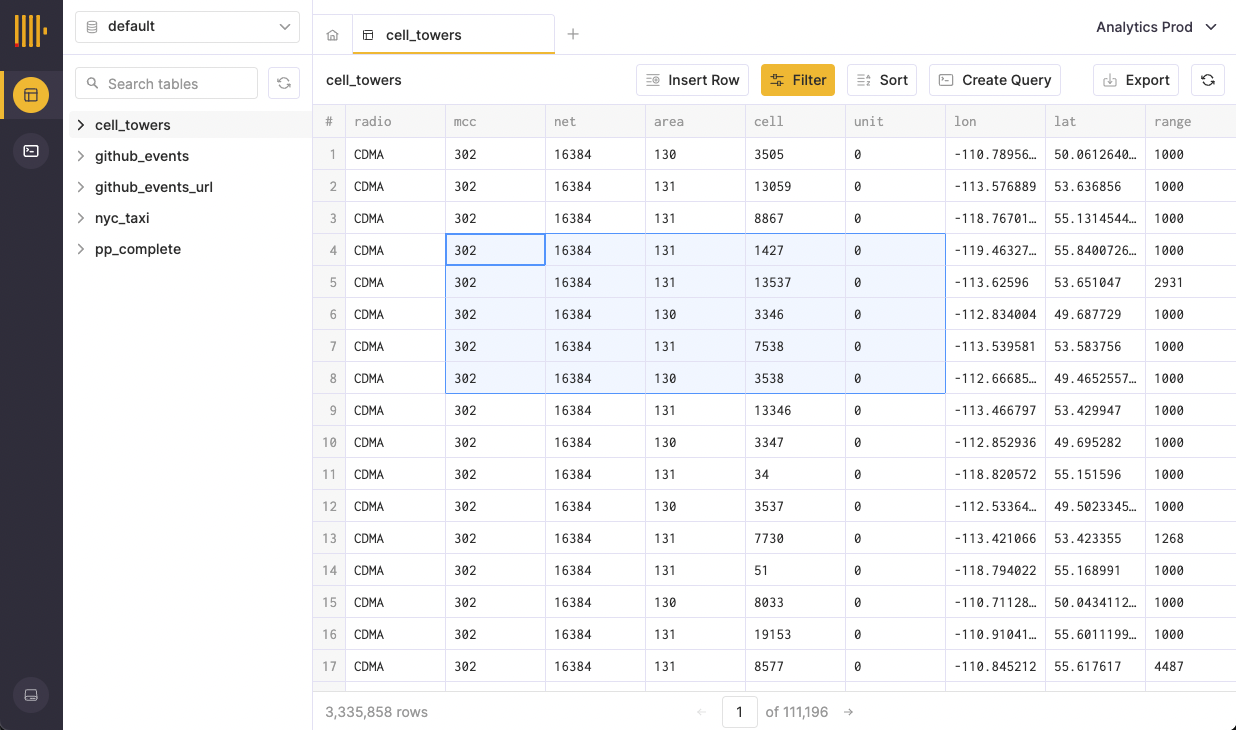 default
cell_towers
+
Analytics Prod
Search tables
cell_towers
Insert Row
Filter
Sort
Create Query
Export
cell_towers
github_events
github_events_url
nyc_taxi
pp_complete
# radio mcc net area cell unit lon lat range
1 CDMA 302 16384 130 3505 0 -110.78956… 50.0612640… 1000
2 CDMA 302 16384 131 13059 0 -113.576889 53.636856 1000
3 CDMA 302 16384 131 8867 0 -118.76701… 55.1314544… 1000
4 CDMA 302 16384 131 1427 0 -119.46327… 55.8400726… 1000
5 CDMA 302 16384 131 13537 0 -113.62596 53.651047 2931
6 CDMA 302 16384 130 3346 0 -112.834004 49.687729 1000
7 CDMA 302 16384 131 7538 0 -113.539581 53.583756 1000
8 CDMA 302 16384 130 3538 0 -112.66685… 49.4652557… 1000
9 CDMA 302 16384 131 13346 0 -113.466797 53.429947 1000
10 CDMA 302 16384 130 3347 0 -112.852936 49.695282 1000
11 CDMA 302 16384 131 34 0 -118.820572 55.151596 1000
12 CDMA 302 16384 130 3537 0 -112.53364… 49.5023345… 1000
13 CDMA 302 16384 131 7730 0 -113.421066 53.423355 1268
14 CDMA 302 16384 131 51 0 -118.794022 55.168991 1000
15 CDMA 302 16384 130 8033 0 -110.71128… 50.0434112… 1000
16 CDMA 302 16384 131 19153 0 -110.91041… 55.6011199… 1000
17 CDMA 302 16384 131 8577 0 -110.845212 55.617617 4487
3,335,858 rows
← 1 of 111,196 →